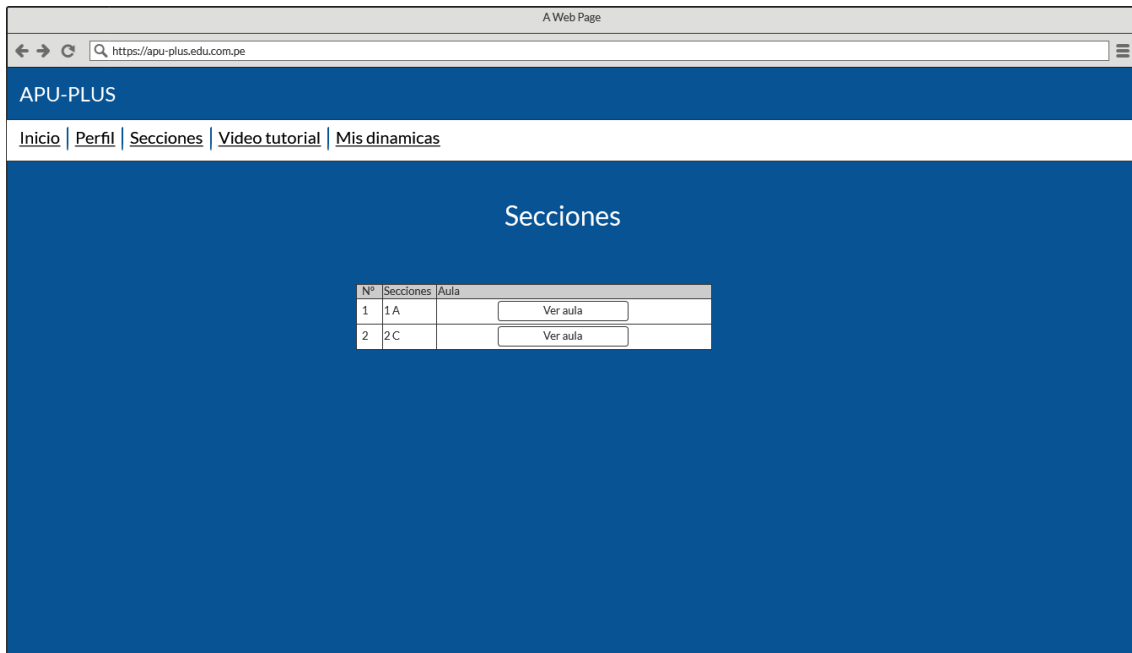 A Web Page
https://apu-plus.edu.com.pe
APU-PLUS
Inicio Perfil Secciones Video tutorial Mis dinamicas
Secciones
Nº Secciones Aula
1 1 A Ver aula
2 2 C Ver aula